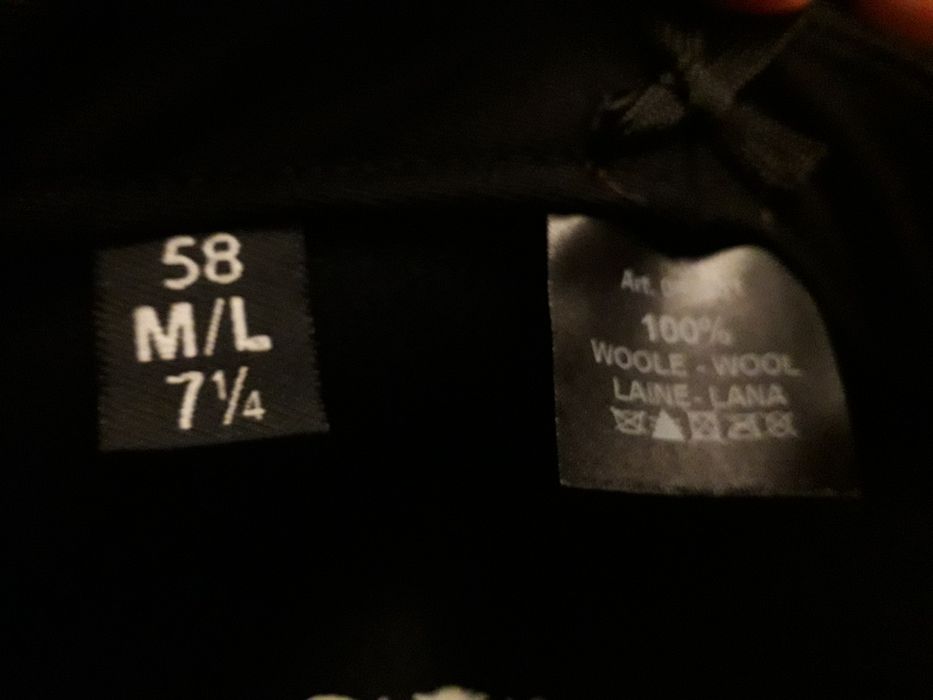 58
M/L
7¼
Art.
100%
WOOLE - WOOL
LAINE - LANA